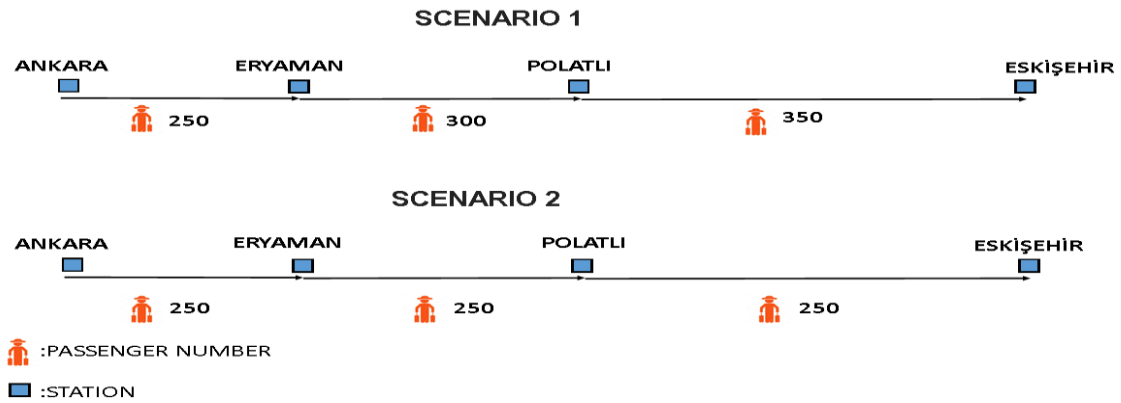 SCENARIO 1
ANKARA ERYAMAN POLATLI ESKİŞEHİR
250 300 350
SCENARIO 2
ANKARA ERYAMAN POLATLI ESKİŞEHİR
250 250 250
:PASSENGER NUMBER
:STATION